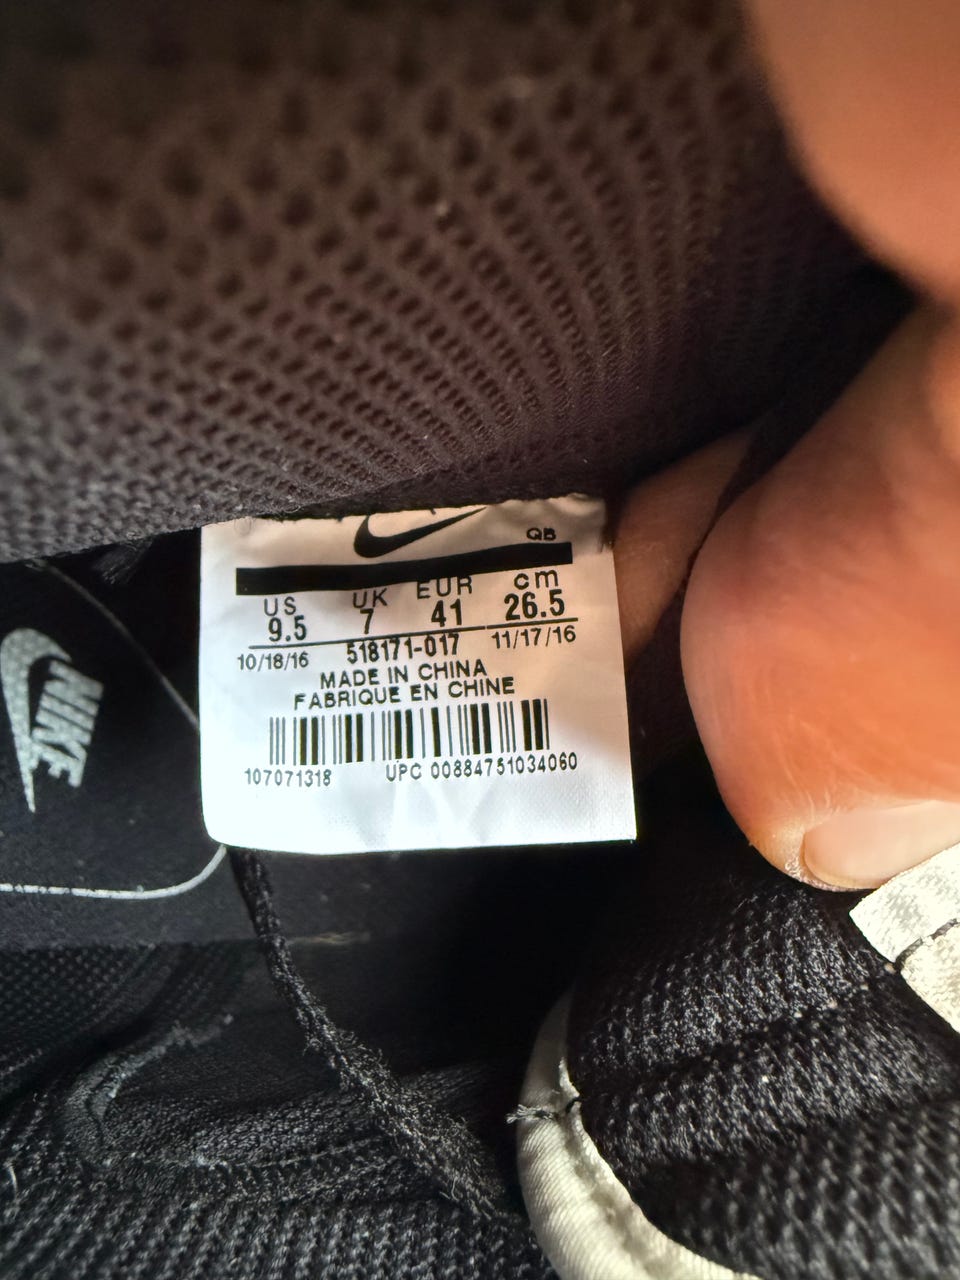 QB
US UK EUR cm
9.5 7 41 26.5
10/18/16 518171-017 11/17/16
MADE IN CHINA
FABRIQUE EN CHINE
107071318 UPC 00884751034060
NIKE